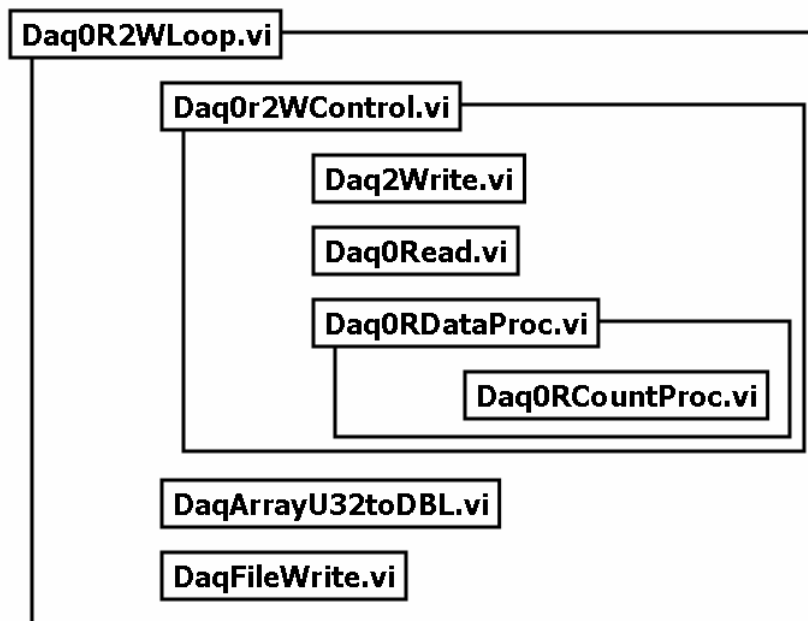 Daq0R2WLoop.vi
Daq0r2WControl.vi
Daq2Write.vi
Daq0Read.vi
Daq0RDataProc.vi
Daq0RCountProc.vi
DaqArrayU32toDBL.vi
DaqFileWrite.vi